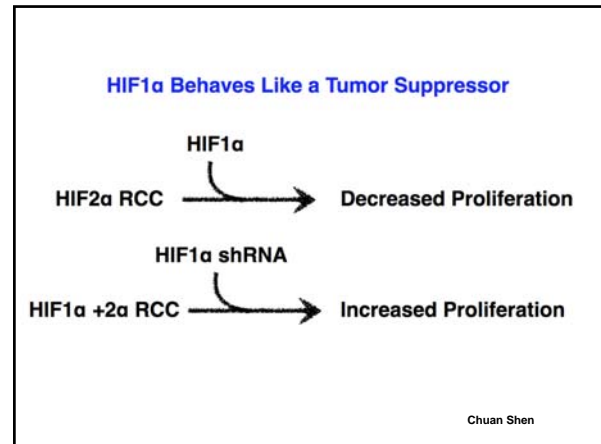 HIF1α Behaves Like a Tumor Suppressor
HIF1α
HIF2α RCC
Decreased Proliferation
HIF1α shRNA
HIF1α +2α RCC
Increased Proliferation
Chuan Shen